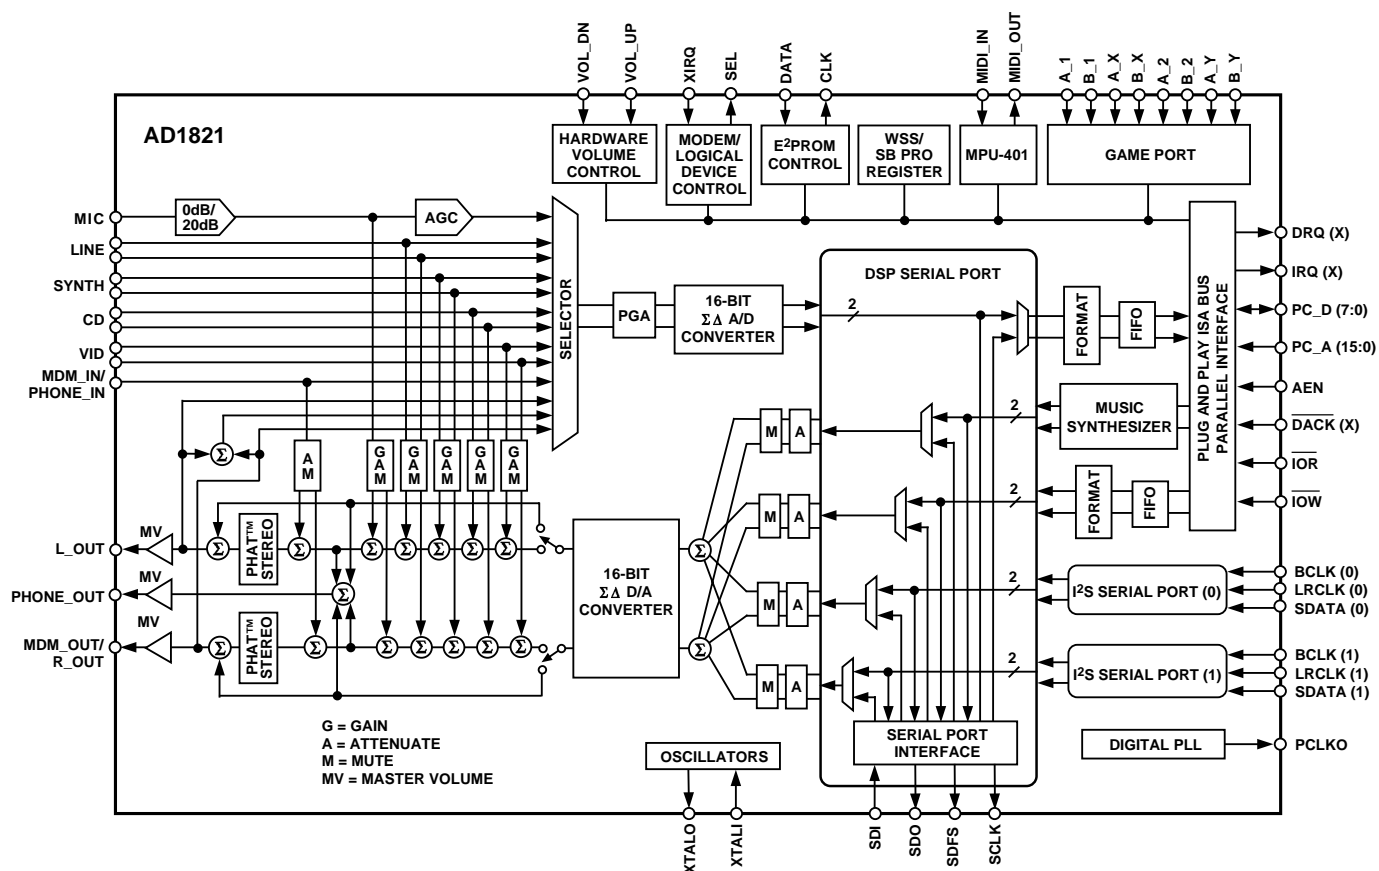 VOL_DN
VOL_UP
XIRQ
SEL
DATA
CLK
MIDI_IN
MIDI_OUT
A_1
B_1
A_X
B_X
A_2
B_2
A_Y
B_Y
AD1821
HARDWARE
VOLUME
CONTROL
MODEM/
LOGICAL
DEVICE
CONTROL
E²PROM
CONTROL
WSS/
SB PRO
REGISTER
MPU-401
GAME PORT
MIC
LINE
SYNTH
CD
VID
MDM_IN/
PHONE_IN
0dB/
20dB
AGC
SELECTOR
PGA
16-BIT
ΣΔ A/D
CONVERTER
DSP SERIAL PORT
2
FORMAT
FIFO
PLUG AND PLAY ISA BUS
PARALLEL INTERFACE
DRQ (X)
IRQ (X)
PC_D (7:0)
PC_A (15:0)
AEN
DACK (X)
IOR
IOW
M
A
2
MUSIC
SYNTHESIZER
Σ
AM
GAM
GAM
GAM
GAM
GAM
M
A
2
FORMAT
FIFO
L_OUT
MV
Σ
PHAT™
STEREO
Σ
Σ
Σ
Σ
Σ
Σ
16-BIT
ΣΔ D/A
CONVERTER
Σ
PHONE_OUT
MV
Σ
M
A
2
I²S SERIAL PORT (0)
BCLK (0)
LRCLK (0)
SDATA (0)
MDM_OUT/
R_OUT
MV
Σ
PHAT™
STEREO
Σ
Σ
Σ
Σ
Σ
Σ
Σ
M
A
2
I²S SERIAL PORT (1)
BCLK (1)
LRCLK (1)
SDATA (1)
G = GAIN
A = ATTENUATE
M = MUTE
MV = MASTER VOLUME
OSCILLATORS
SERIAL PORT
INTERFACE
DIGITAL PLL
PCLKO
XTALO
XTALI
SDI
SDO
SDFS
SCLK